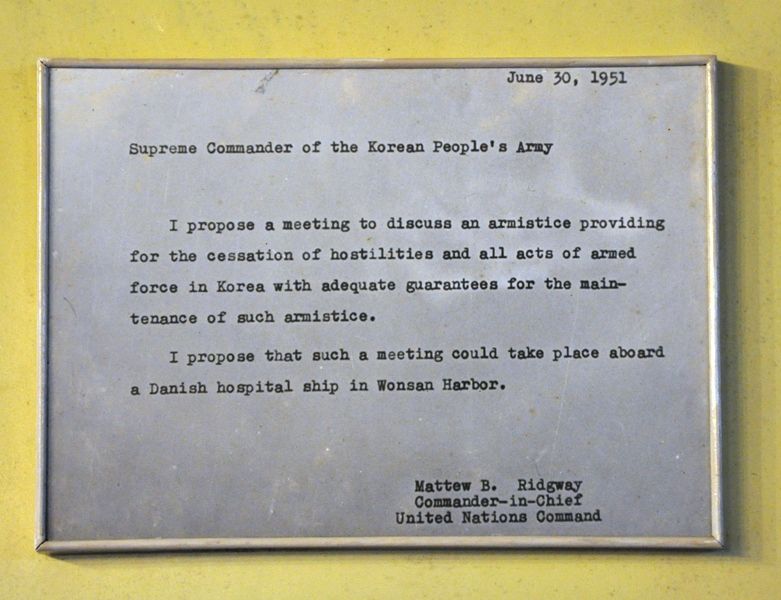 June 30, 1951
Supreme Commander of the Korean People's Army
I propose a meeting to discuss an armistice providing
for the cessation of hostilities and all acts of armed
force in Korea with adequate guarantees for the main-
tenance of such armistice.
I propose that such a meeting could take place aboard
a Danish hospital ship in Wonsan Harbor.
Mattew B. Ridgway
Commander-in-Chief
United Nations Command